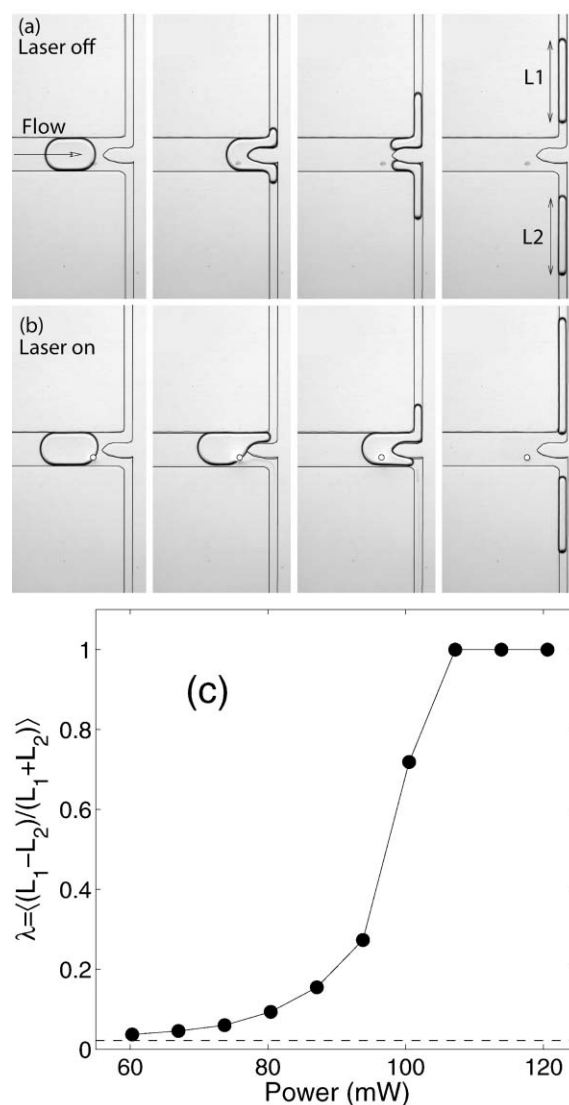 (a)
Laser off
Flow
L1
L2
(b)
Laser on
(c)
λ=⟨(L₁−L₂)/(L₁+L₂)⟩
1
0.8
0.6
0.4
0.2
0
60 80 100 120
Power (mW)